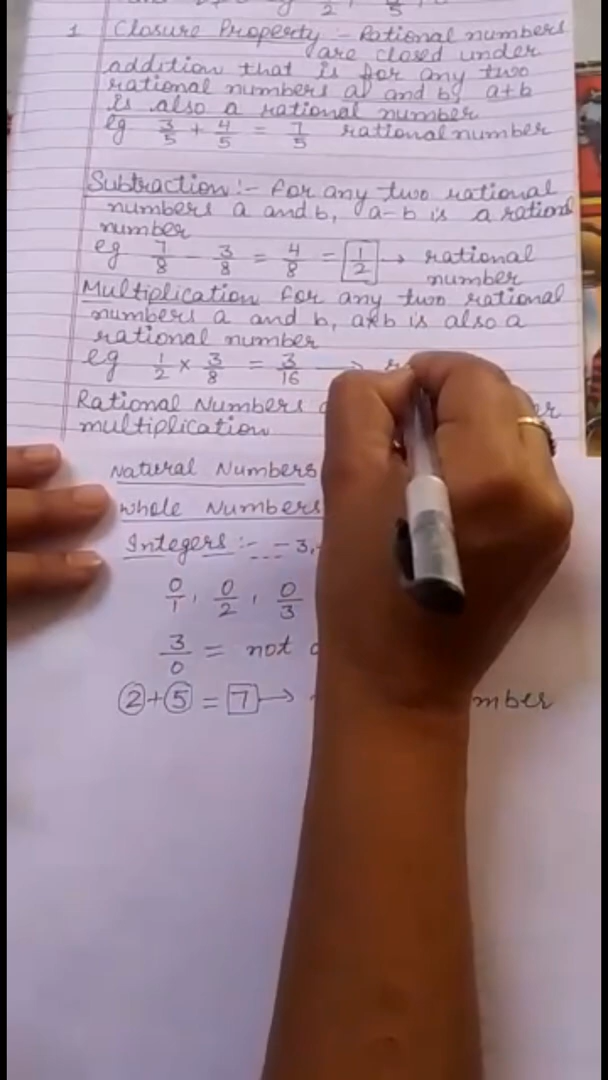 1 Closure Property - Rational numbers
are closed under
addition that is for any two
rational numbers a and b, a+b
is also a rational number
eg 3/5 + 4/5 = 7/5 rational number
Subtraction :- For any two rational
numbers a and b, a-b is a rational
number
eg 7/8 - 3/8 = 4/8 = 1/2 → rational
number
Multiplication for any two rational
numbers a and b, a×b is also a
rational number
eg 1/2 × 3/8 = 3/16 →
Rational Numbers
multiplication
Natural Numbers
Whole Numbers
Integers :- --- -3,
0/1, 0/2, 0/3
3/0 = not
2+5 = 7 →